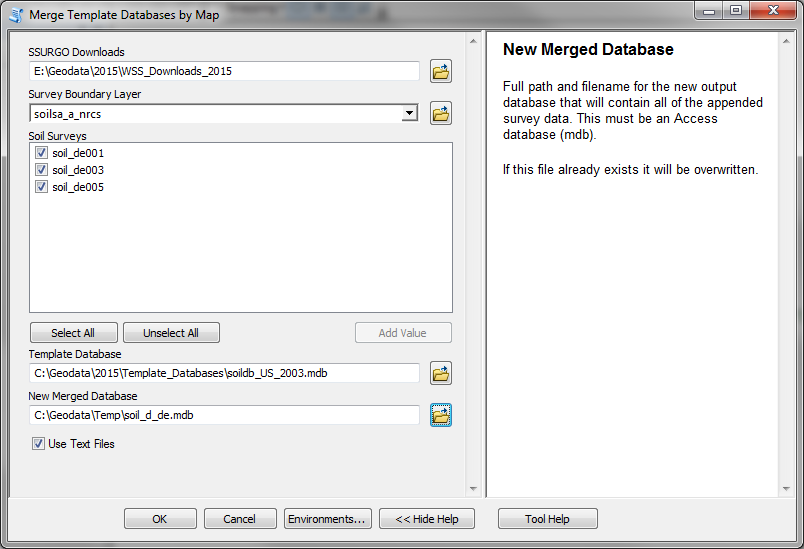 Merge Template Databases by Map
SSURGO Downloads
E:\Geodata\2015\WSS_Downloads_2015
Survey Boundary Layer
soilsa_a_nrcs
Soil Surveys
soil_de001
soil_de003
soil_de005
Select All
Unselect All
Add Value
Template Database
C:\Geodata\2015\Template_Databases\soildb_US_2003.mdb
New Merged Database
C:\Geodata\Temp\soil_d_de.mdb
Use Text Files
OK
Cancel
Environments...
<< Hide Help
New Merged Database
Full path and filename for the new output
database that will contain all of the appended
survey data. This must be an Access
database (mdb).
If this file already exists it will be overwritten.
Tool Help